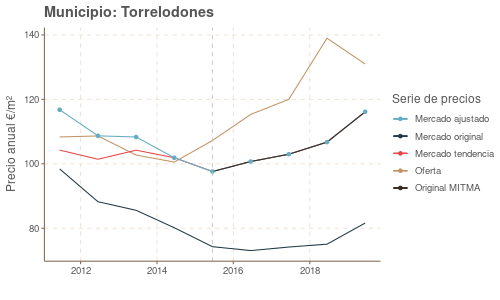 Municipio: Torrelodones
Precio anual €/m²
140
120
100
80
2012
2014
2016
2018
Serie de precios
Mercado ajustado
Mercado original
Mercado tendencia
Oferta
Original MITMA